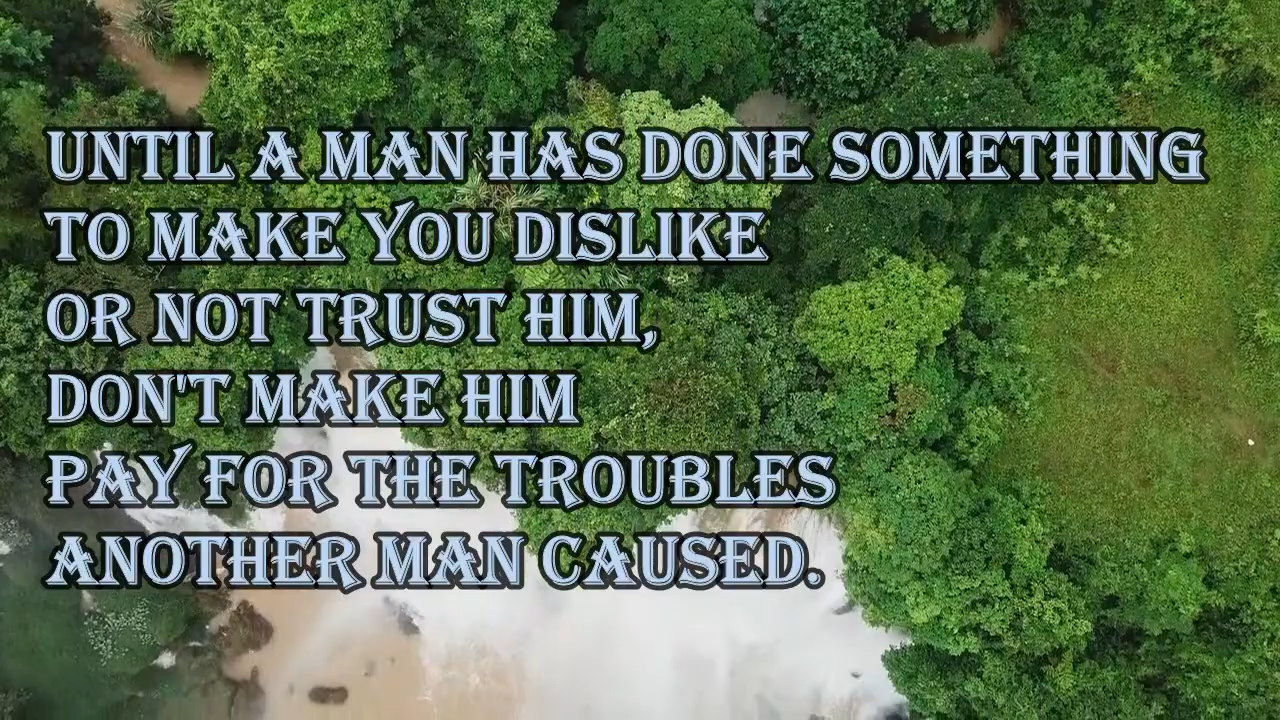 UNTIL A MAN HAS DONE SOMETHING
TO MAKE YOU DISLIKE
OR NOT TRUST HIM,
DON'T MAKE HIM
PAY FOR THE TROUBLES
ANOTHER MAN CAUSED.